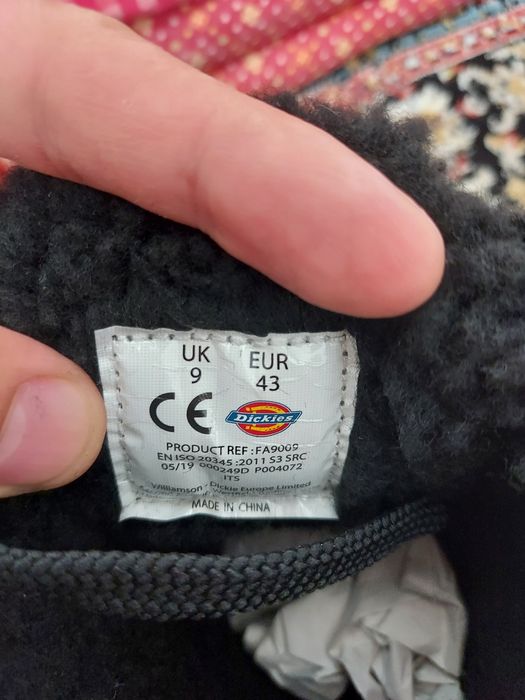 UK EUR
9 43
CE Dickies
PRODUCT REF :FA9009
EN ISO 20345 :2011 S3 SRC
05/19 000249D P004072
ITS
Williamson - Dickie Europe Limited
MADE IN CHINA